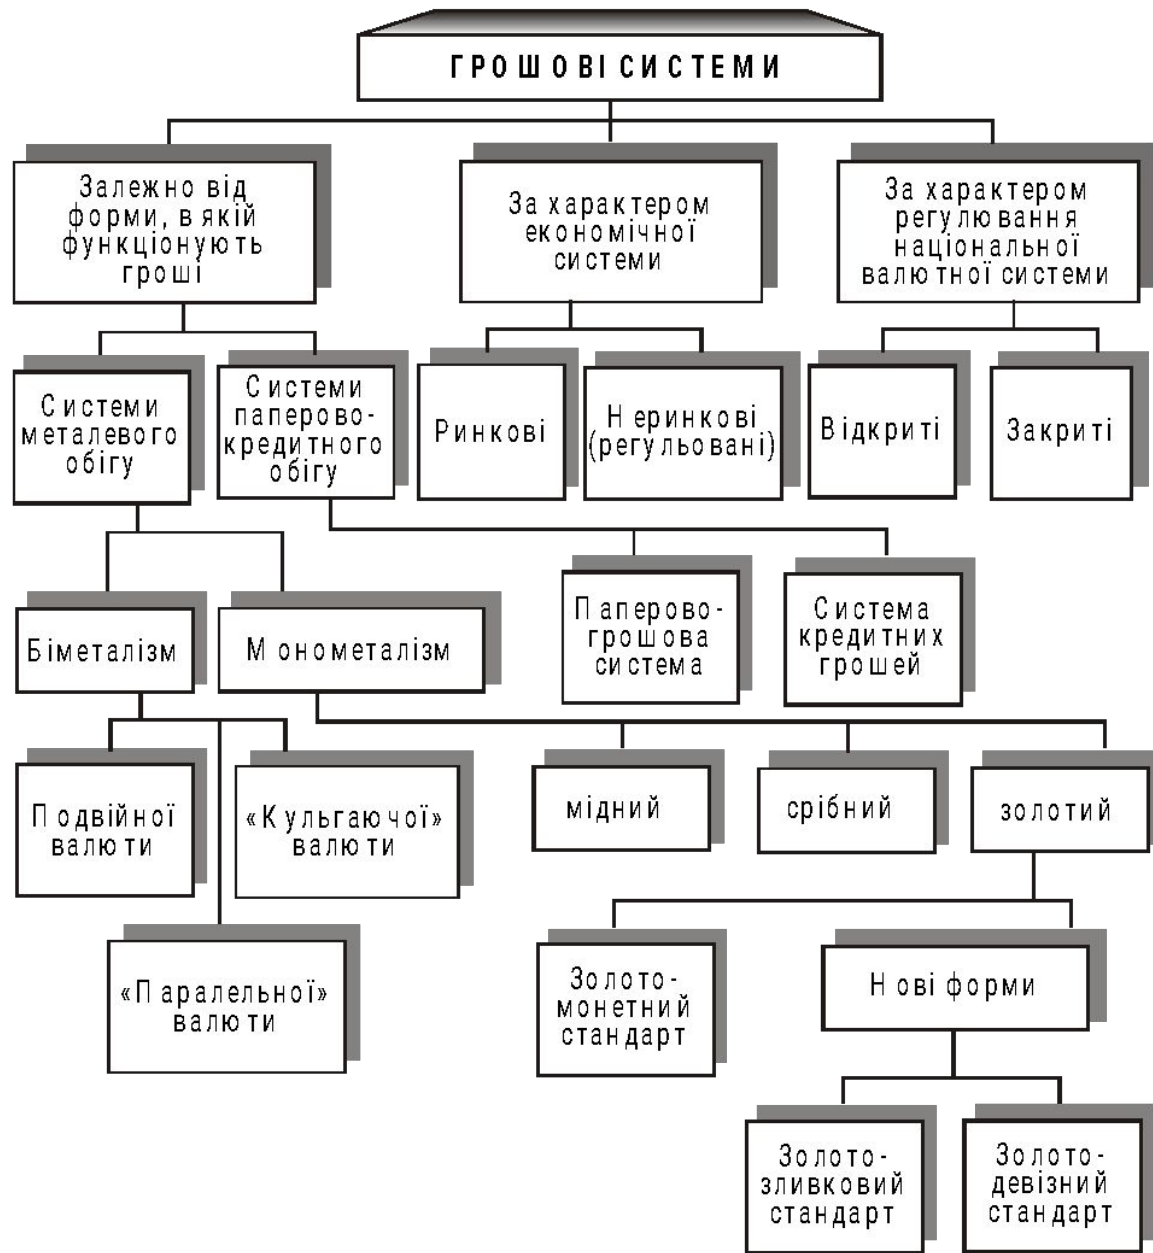 ГРОШОВІ СИСТЕМИ
Залежно від
форми, в якій
функціонують
гроші
За характером
економічної
системи
За характером
регулювання
національної
валютної системи
Системи
металевого
обігу
Системи
паперово-
кредитного
обігу
Ринкові
Неринкові
(регульовані)
Відкриті
Закриті
Біметалізм
Монометалізм
Паперово-
грошова
система
Система
кредитних
грошей
Подвійної
валюти
«Кульгаючої»
валюти
мідний
срібний
золотий
«Паралельної»
валюти
Золото-
монетний
стандарт
Нові форми
Золото-
зливковий
стандарт
Золото-
девізний
стандарт